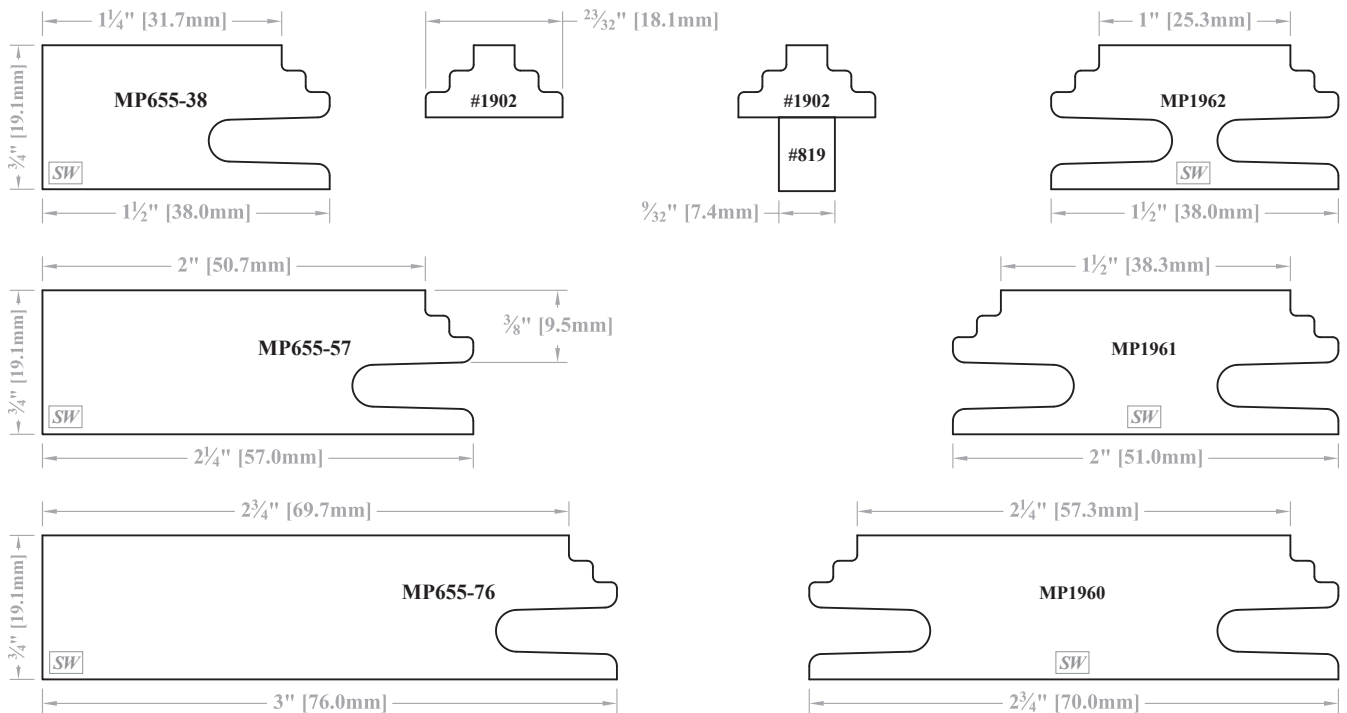 1¼" [31.7mm]
²³⁄₃₂" [18.1mm]
1" [25.3mm]
¾" [19.1mm]
MP655-38
#1902
#1902
MP1962
#819
SW
SW
1½" [38.0mm]
⁹⁄₃₂" [7.4mm]
1½" [38.0mm]
2" [50.7mm]
1½" [38.3mm]
¾" [19.1mm]
⅜" [9.5mm]
MP655-57
MP1961
SW
SW
2¼" [57.0mm]
2" [51.0mm]
2¾" [69.7mm]
2¼" [57.3mm]
¾" [19.1mm]
MP655-76
MP1960
SW
SW
3" [76.0mm]
2¾" [70.0mm]